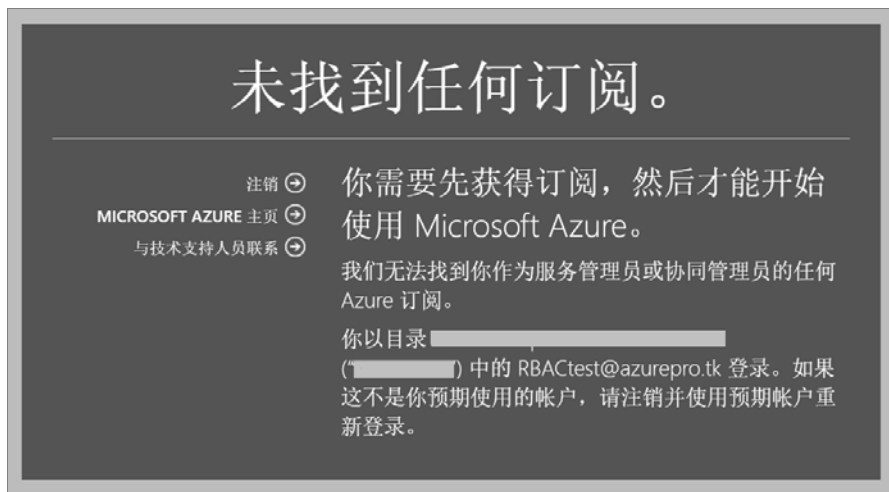 未找到任何订阅。
注销
MICROSOFT AZURE 主页
与技术支持人员联系
你需要先获得订阅，然后才能开始
使用 Microsoft Azure。
我们无法找到你作为服务管理员或协同管理员的任何
Azure 订阅。
你以目录
(“ ”) 中的 RBACtest@azurepro.tk 登录。如果
这不是你预期使用的帐户，请注销并使用预期帐户重
新登录。